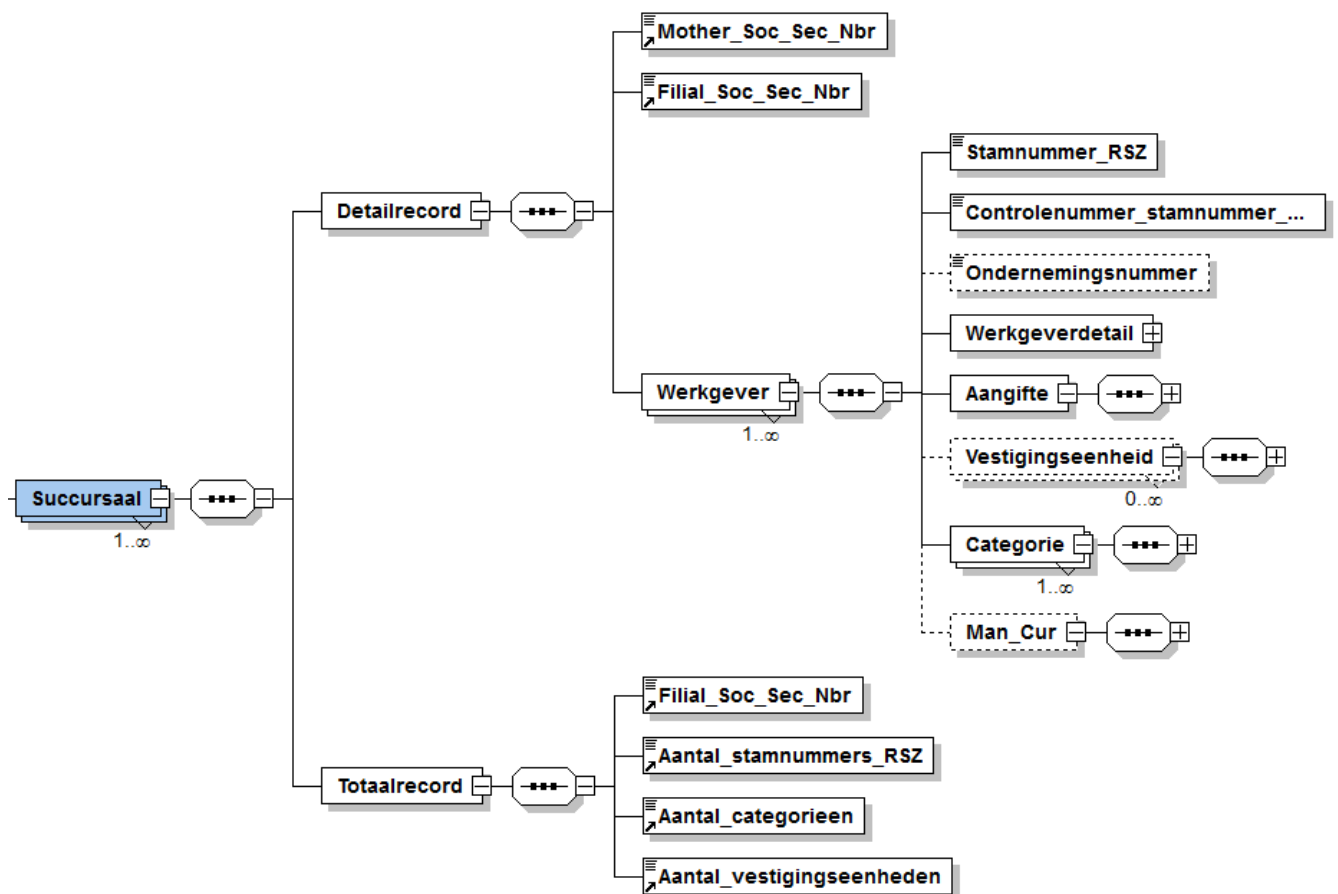 Mother_Soc_Sec_Nbr
Filial_Soc_Sec_Nbr
Stamnummer_RSZ
Detailrecord
Controlenummer_stamnummer_...
Ondernemingsnummer
Werkgeverdetail
Werkgever
1..∞
Aangifte
Vestigingseenheid
0..∞
Succursaal
1..∞
Categorie
1..∞
Man_Cur
Filial_Soc_Sec_Nbr
Aantal_stamnummers_RSZ
Totaalrecord
Aantal_categorieen
Aantal_vestigingseenheden